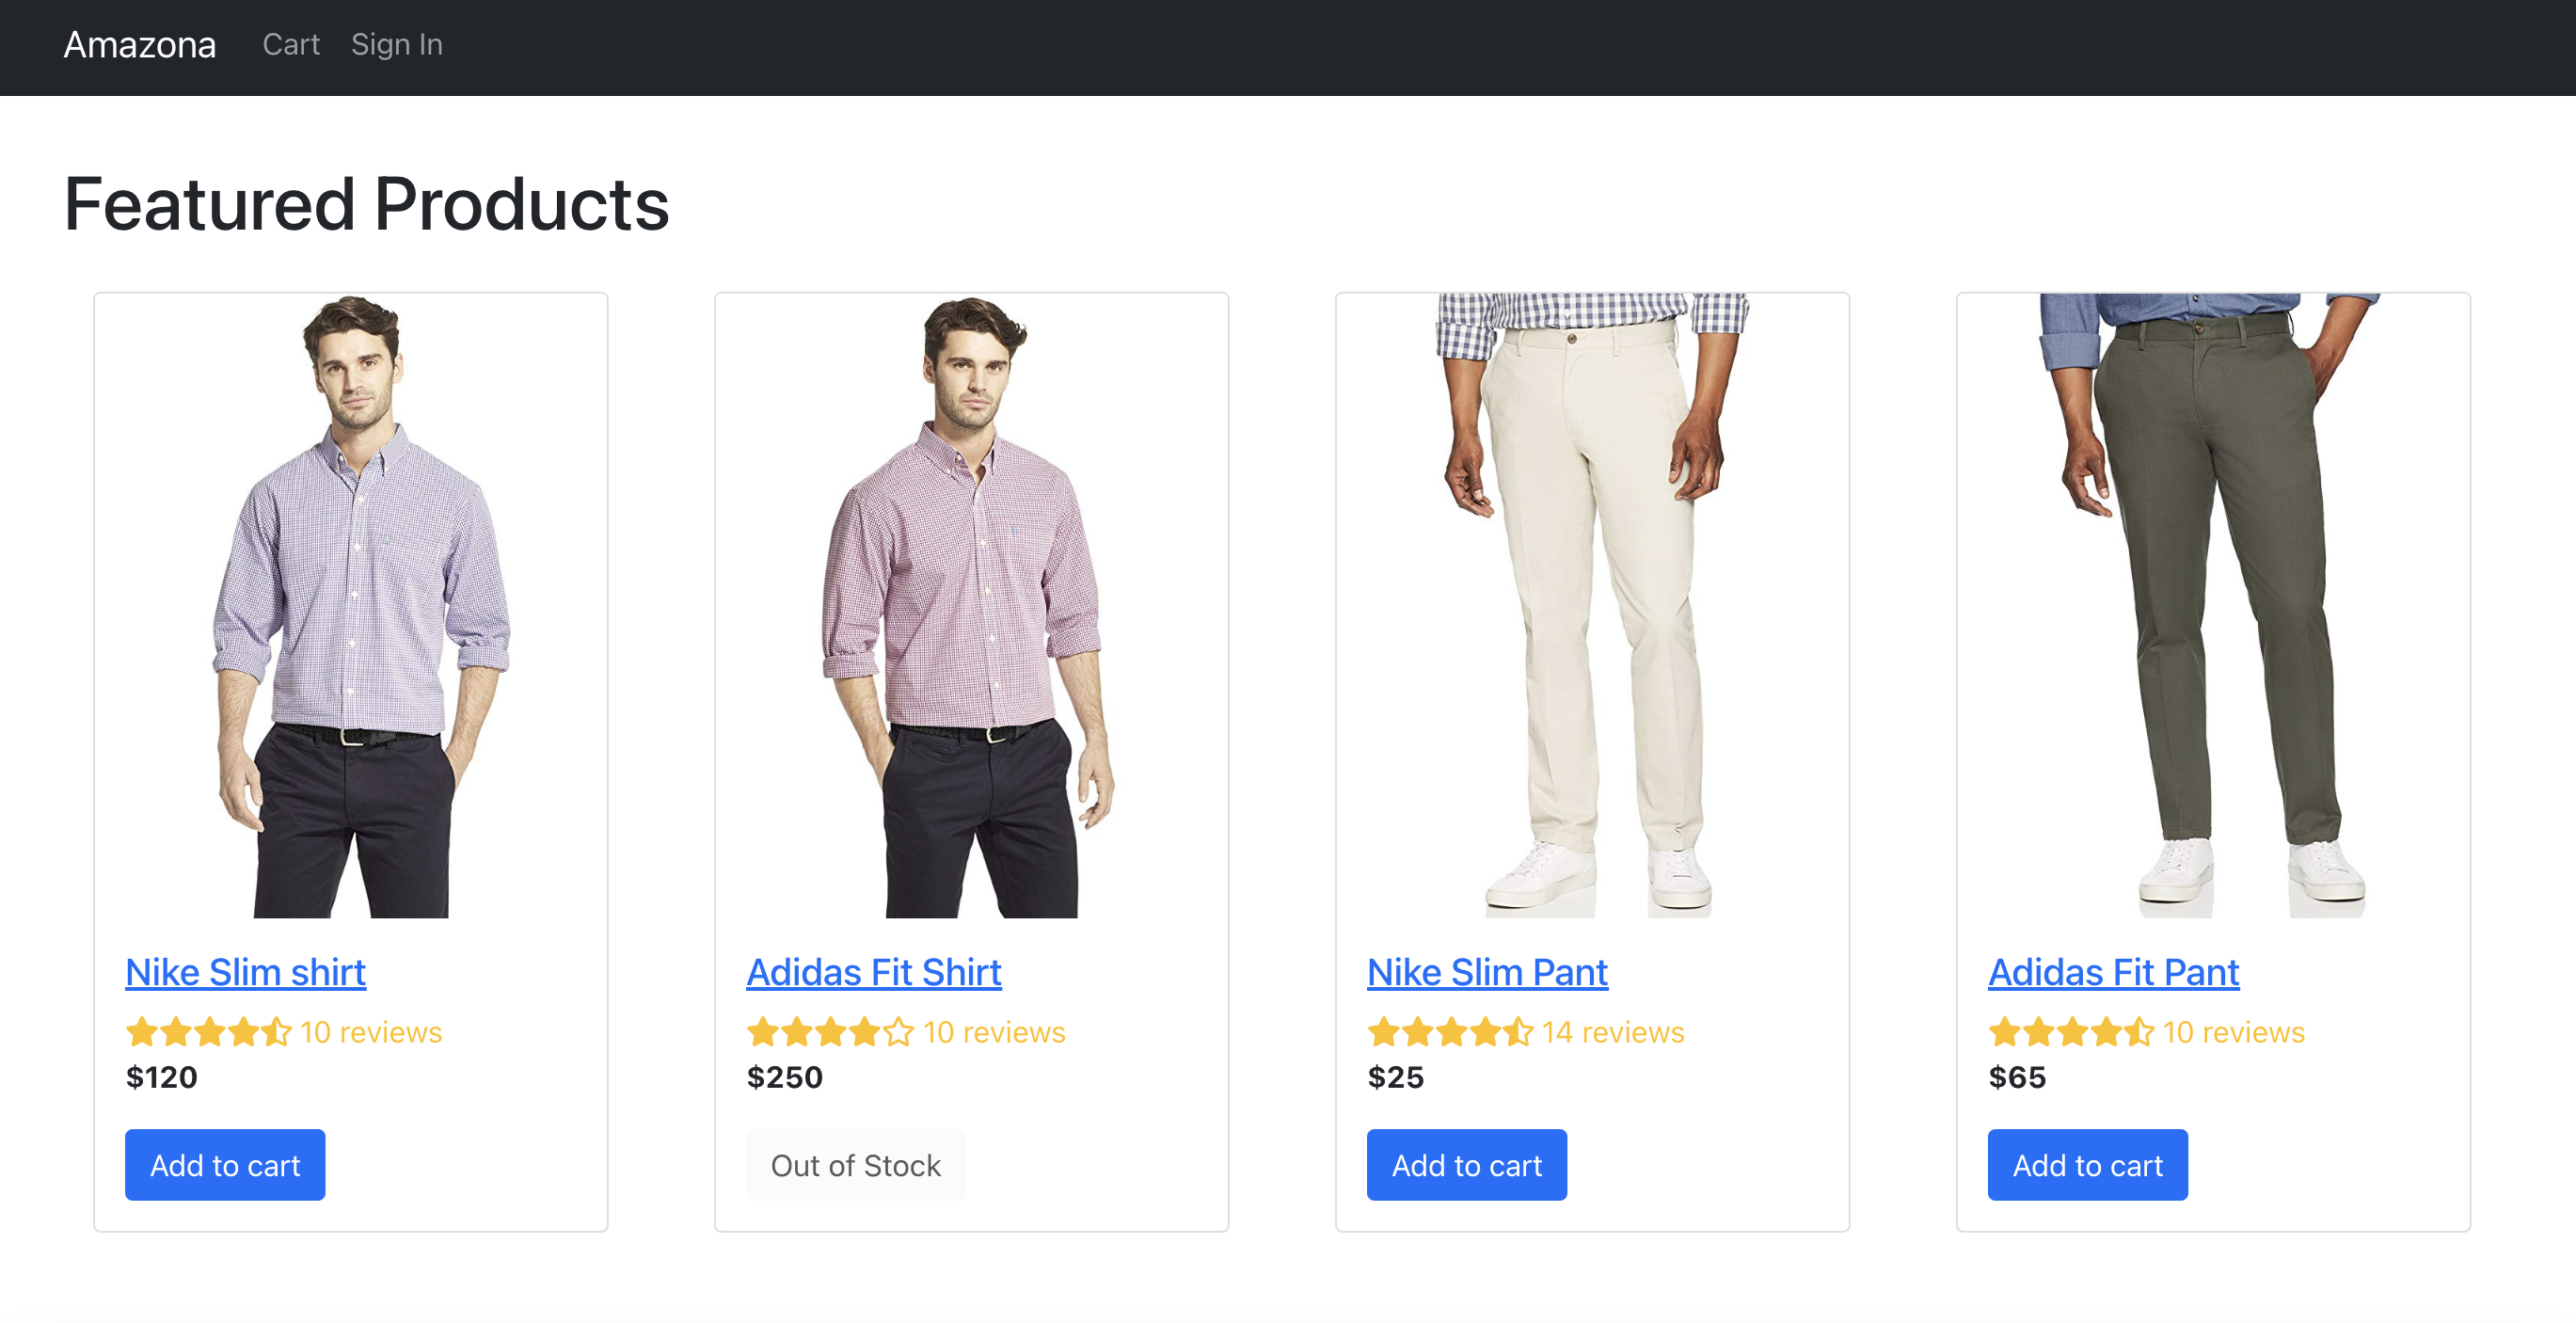 Amazona Cart Sign In
Featured Products
Nike Slim shirt
10 reviews
$120
Add to cart
Adidas Fit Shirt
10 reviews
$250
Out of Stock
Nike Slim Pant
14 reviews
$25
Add to cart
Adidas Fit Pant
10 reviews
$65
Add to cart